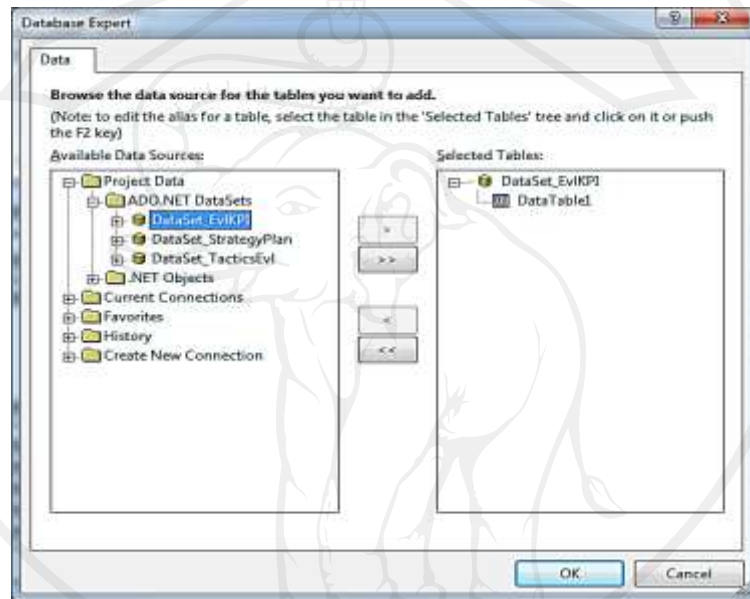 Database Expert
Data
Browse the data source for the tables you want to add.
(Note: to edit the alias for a table, select the table in the 'Selected Tables' tree and click on it or push
the F2 key)
Available Data Sources:
Project Data
ADO.NET DataSets
DataSet_EvlKPI
DataSet_StrategyPlan
DataSet_TacticsEvl
.NET Objects
Current Connections
Favorites
History
Create New Connection
>
>>
<
<<
Selected Tables:
DataSet_EvlKPI
DataTable1
OK
Cancel